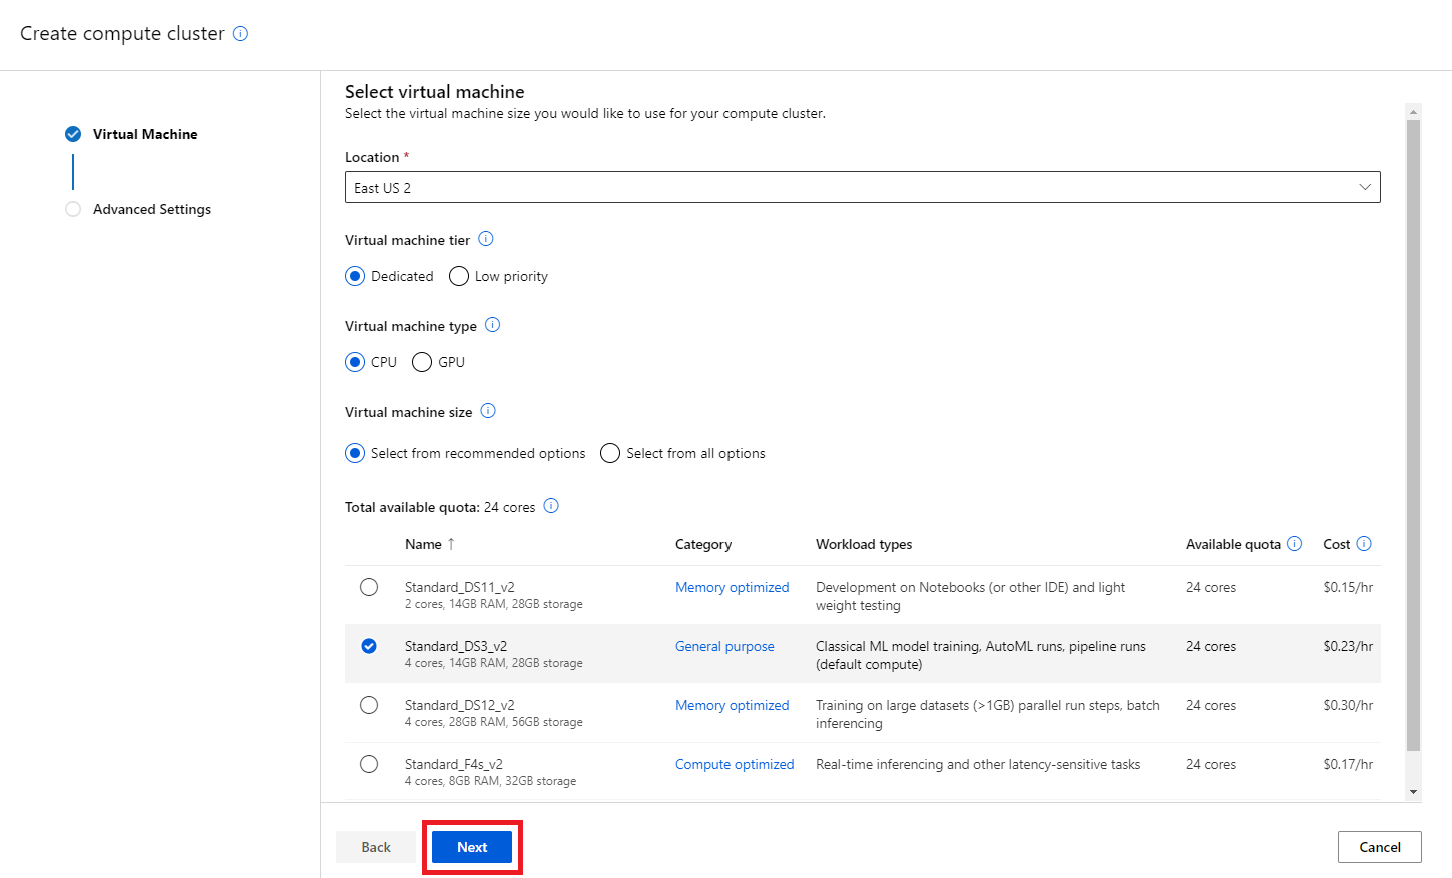 Create compute cluster
Virtual Machine
Advanced Settings
Select virtual machine
Select the virtual machine size you would like to use for your compute cluster.
Location *
East US 2
Virtual machine tier
Dedicated Low priority
Virtual machine type
CPU GPU
Virtual machine size
Select from recommended options Select from all options
Total available quota: 24 cores
Name ↑ Category Workload types Available quota Cost
Standard_DS11_v2 Memory optimized Development on Notebooks (or other IDE) and light 24 cores $0.15/hr
2 cores, 14GB RAM, 28GB storage weight testing
Standard_DS3_v2 General purpose Classical ML model training, AutoML runs, pipeline runs 24 cores $0.23/hr
4 cores, 14GB RAM, 28GB storage (default compute)
Standard_DS12_v2 Memory optimized Training on large datasets (>1GB) parallel run steps, batch 24 cores $0.30/hr
4 cores, 28GB RAM, 56GB storage inferencing
Standard_F4s_v2 Compute optimized Real-time inferencing and other latency-sensitive tasks 24 cores $0.17/hr
4 cores, 8GB RAM, 32GB storage
Back Next Cancel